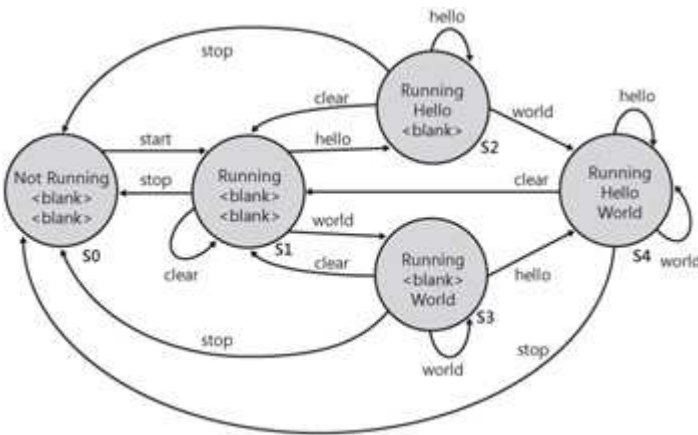 hello
stop
Running
Hello
<blank>
S2
clear
world
hello
start
hello
Not Running
<blank>
<blank>
S0
stop
Running
<blank>
<blank>
S1
clear
Running
Hello
World
S4
world
clear
world
clear
Running
<blank>
World
S3
hello
stop
world
stop